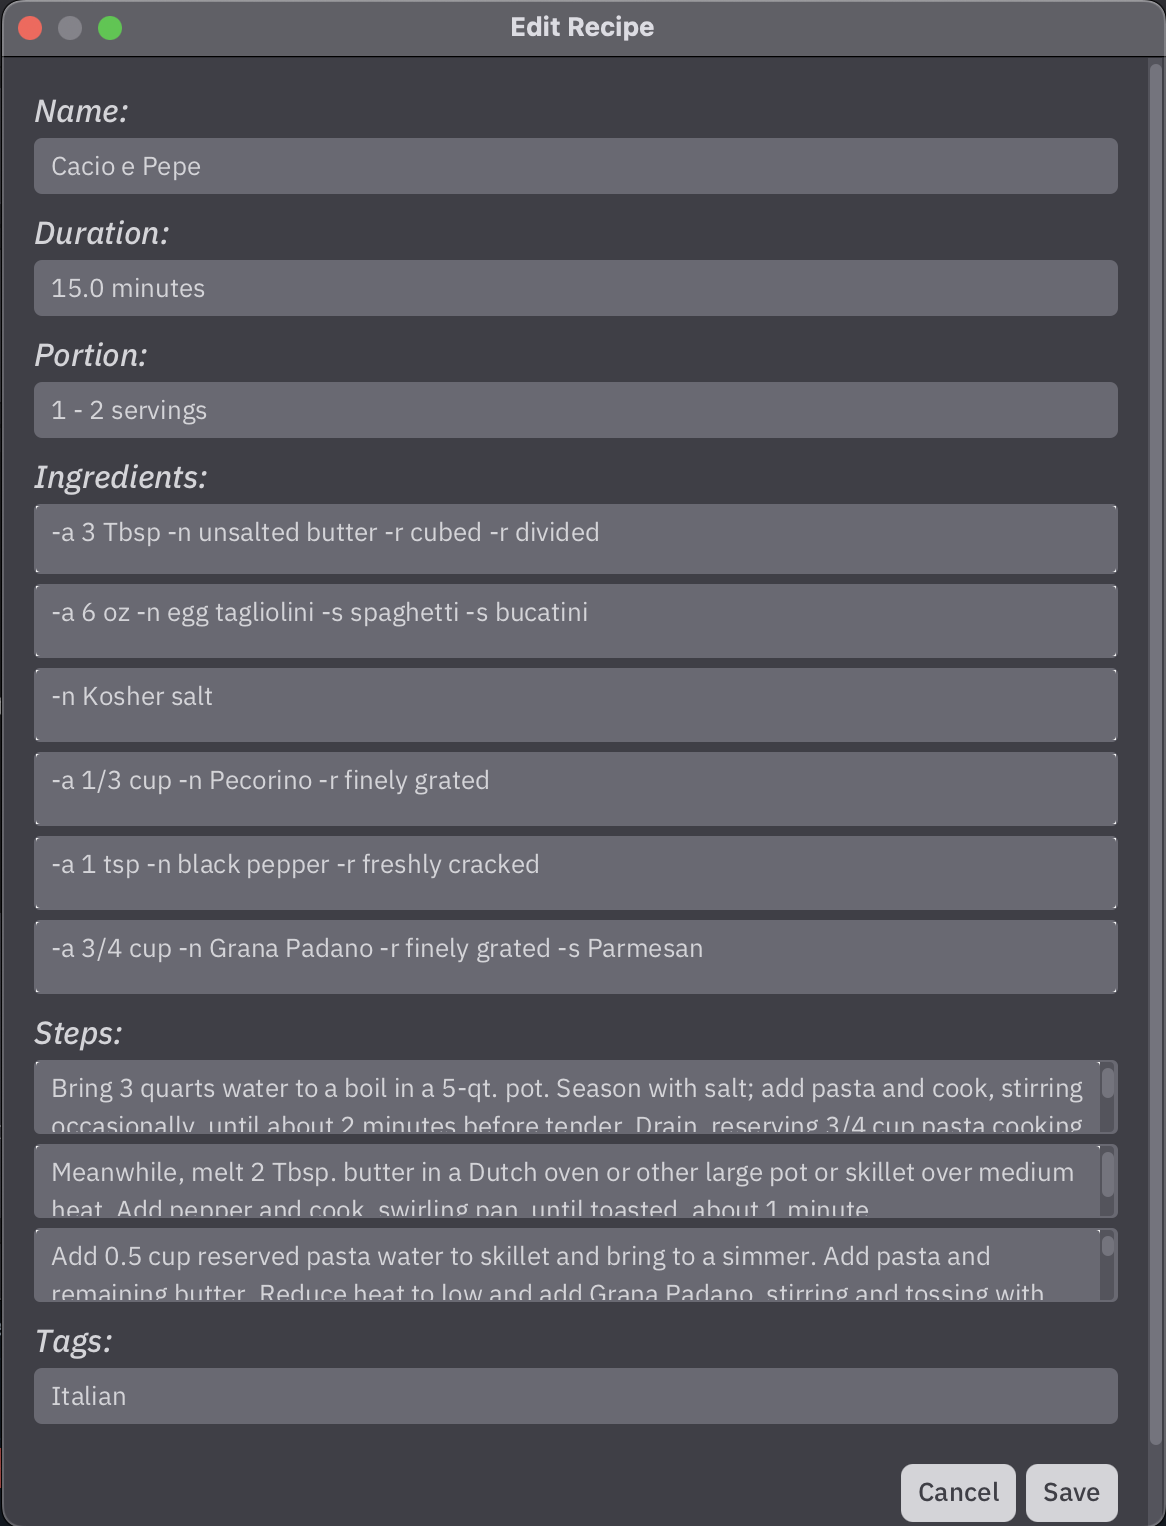 Edit Recipe
Name:
Cacio e Pepe
Duration:
15.0 minutes
Portion:
1 - 2 servings
Ingredients:
-a 3 Tbsp -n unsalted butter -r cubed -r divided
-a 6 oz -n egg tagliolini -s spaghetti -s bucatini
-n Kosher salt
-a 1/3 cup -n Pecorino -r finely grated
-a 1 tsp -n black pepper -r freshly cracked
-a 3/4 cup -n Grana Padano -r finely grated -s Parmesan
Steps:
Bring 3 quarts water to a boil in a 5-qt. pot. Season with salt; add pasta and cook, stirring
occasionally, until about 2 minutes before tender. Drain, reserving 3/4 cup pasta cooking
Meanwhile, melt 2 Tbsp. butter in a Dutch oven or other large pot or skillet over medium
heat. Add pepper and cook, swirling pan, until toasted, about 1 minute.
Add 0.5 cup reserved pasta water to skillet and bring to a simmer. Add pasta and
remaining butter. Reduce heat to low and add Grana Padano, stirring and tossing with
Tags:
Italian
Cancel
Save